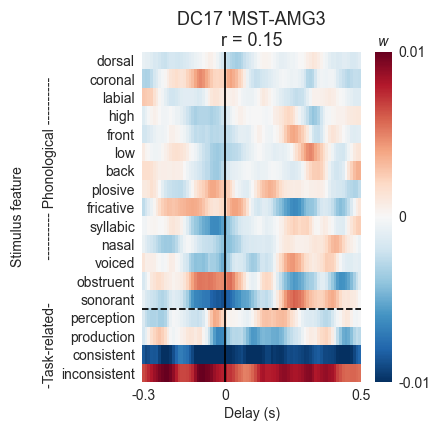 DC17 'MST-AMG3
r = 0.15
w
Stimulus feature
---------- Phonological ----------
-Task-related-
dorsal
coronal
labial
high
front
low
back
plosive
fricative
syllabic
nasal
voiced
obstruent
sonorant
perception
production
consistent
inconsistent
0.01
0
-0.01
-0.3
0
0.5
Delay (s)